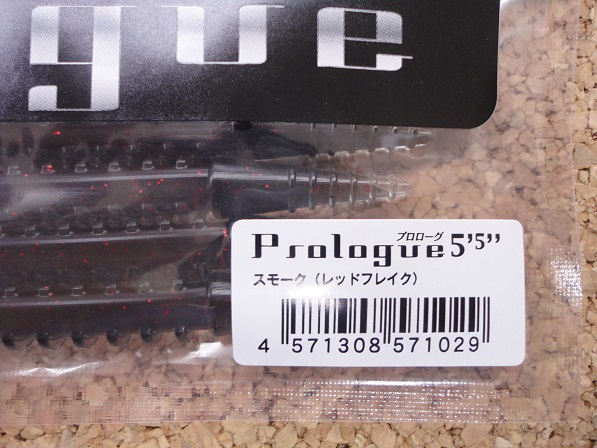 gue
プロローグ
Prologue 5'5"
スモーク（レッドフレイク）
4 571308 571029